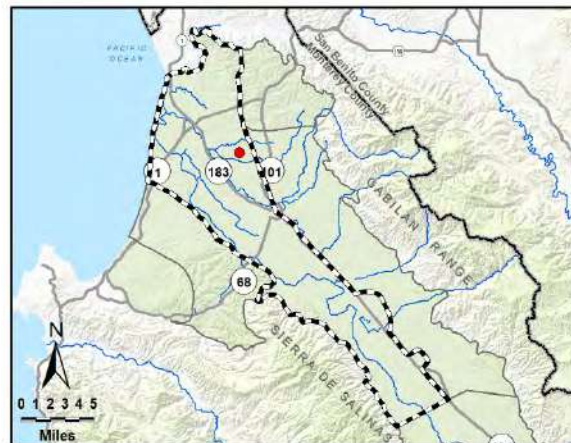 PACIFIC
OCEAN
1
San Benito County
Monterey County
1
183
101
GABILAN RANGE
68
SIERRA DE SALINAS
N
0 1 2 3 4 5
Miles